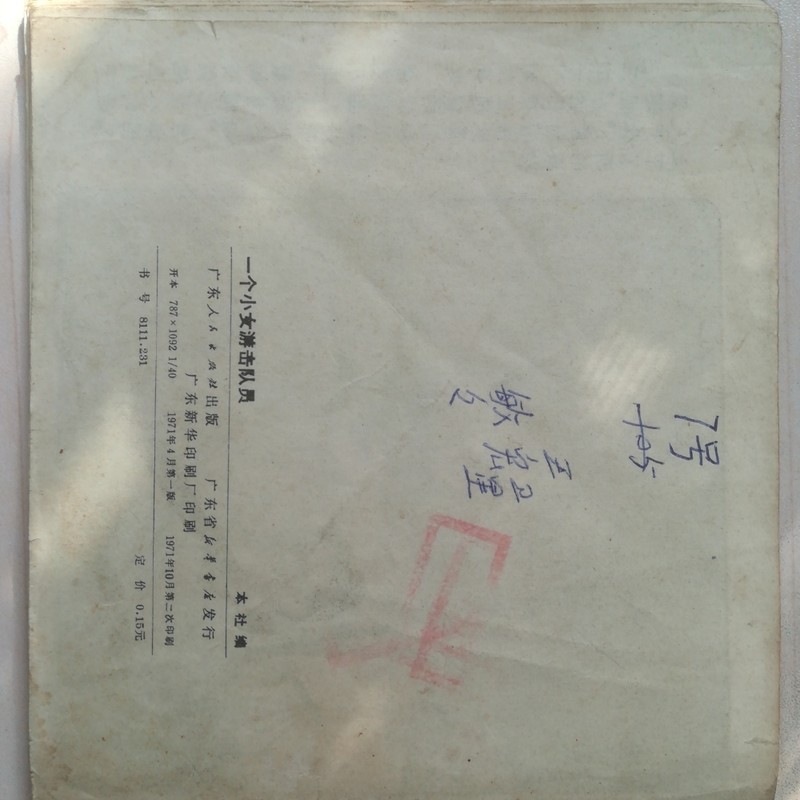 一个小女游击队员
本社编
广东人民出版社出版 广东省新华书店发行
广东新华印刷厂印刷
开本 787×1092 1/40 1971年4月第一版 1971年10月第二次印刷
书号 8111.231 定价 0.15元
7号